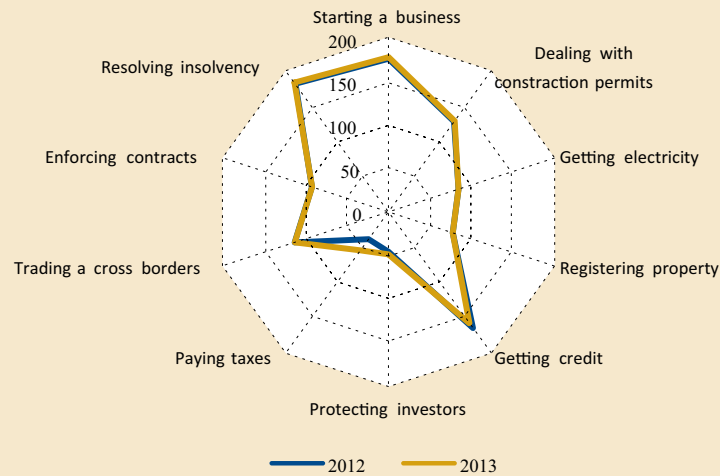 Starting a business
200
Dealing with
constraction permits
Resolving insolvency
150
100
Enforcing contracts
Getting electricity
50
0
Trading a cross borders
Registering property
Paying taxes
Getting credit
Protecting investors
2012
2013